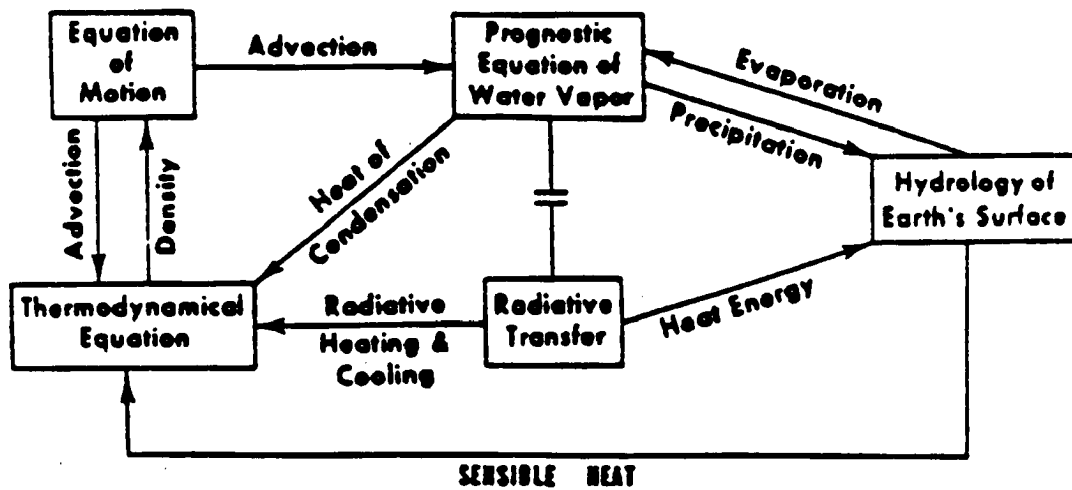 Equation
of
Motion
Advection
Prognostic
Equation of
Water Vapor
Evaporation
Precipitation
Hydrology of
Earth's Surface
Advection
Density
Heat of
Condensation
Thermodynamical
Equation
Radiative
Heating &
Cooling
Radiative
Transfer
Heat Energy
SENSIBLE HEAT